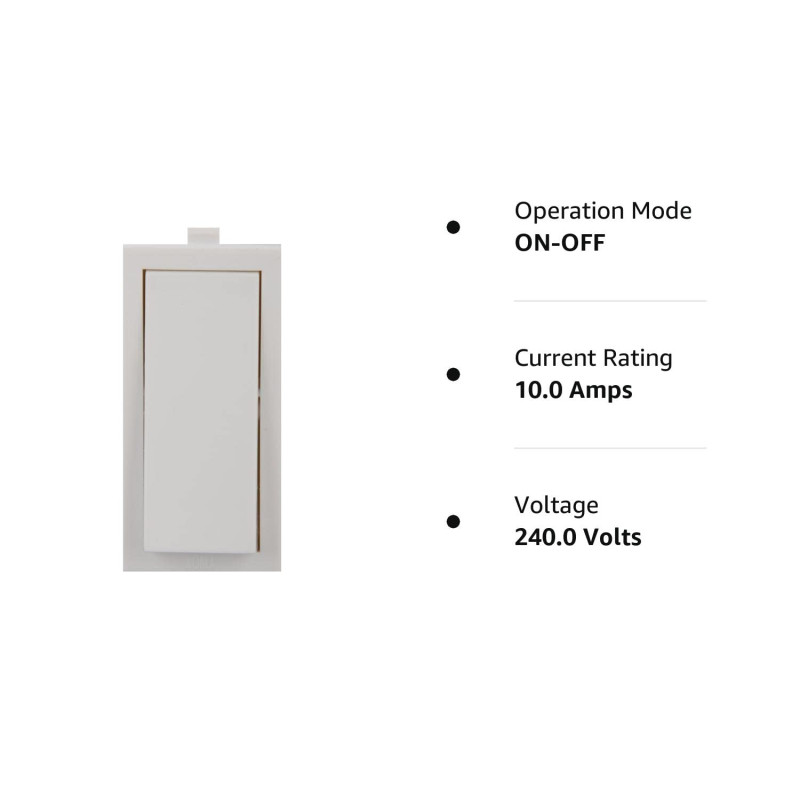 Operation Mode
ON-OFF
Current Rating
10.0 Amps
Voltage
240.0 Volts